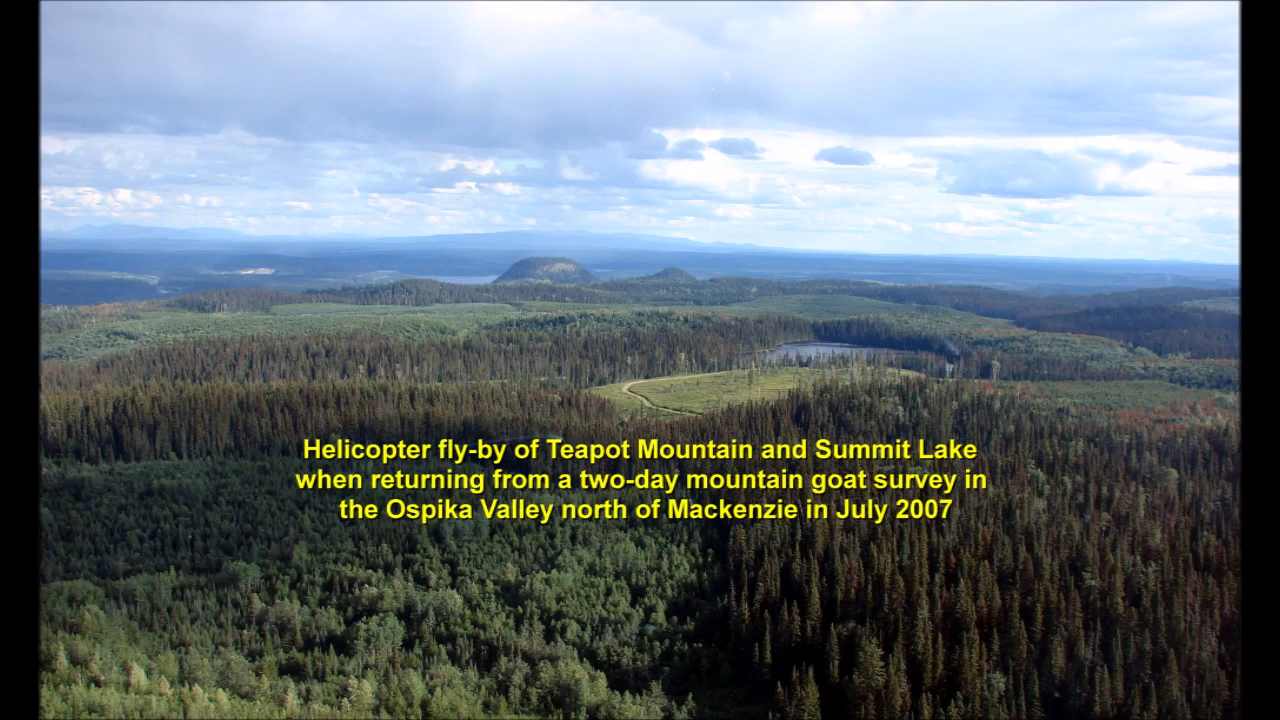 Helicopter fly-by of Teapot Mountain and Summit Lake
when returning from a two-day mountain goat survey in
the Ospika Valley north of Mackenzie in July 2007